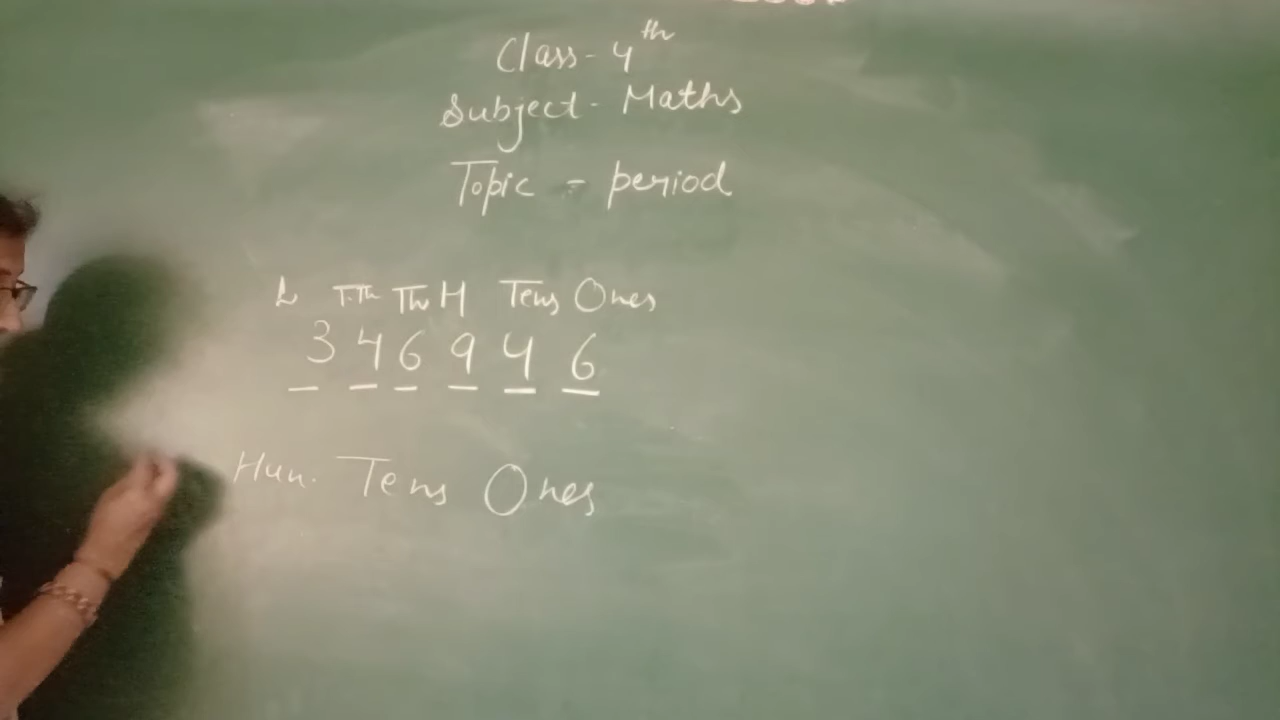 Class - 4th
Subject - Maths
Topic - period
L T.Th Th H Tens Ones
3 4 6 9 4 6
Hun. Tens Ones